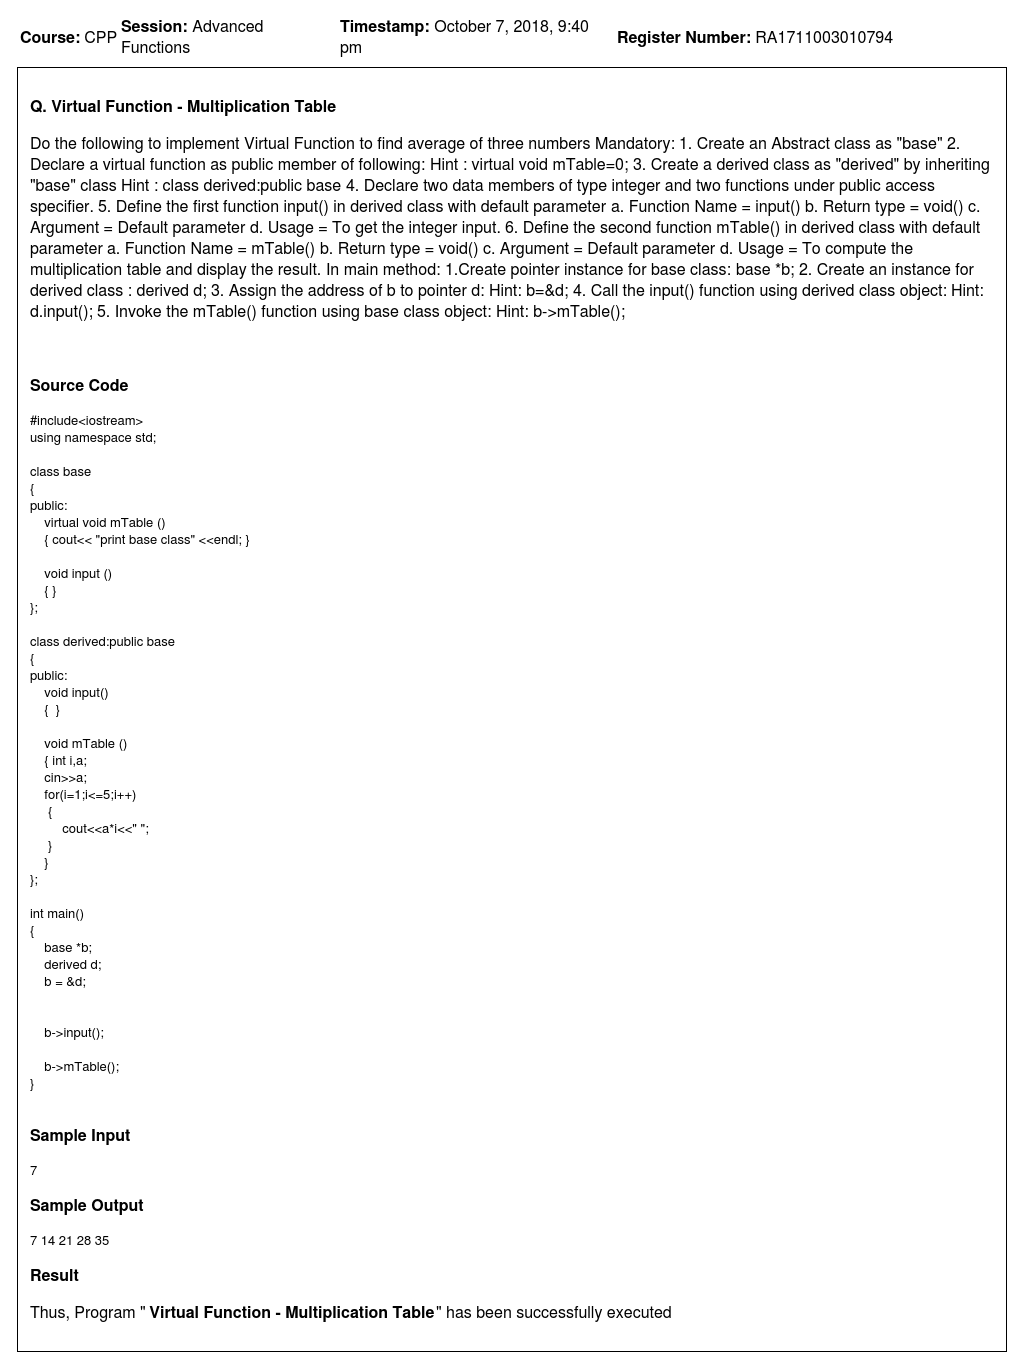 Course: CPP Session: Advanced Functions Timestamp: October 7, 2018, 9:40 pm Register Number: RA1711003010794
Q. Virtual Function - Multiplication Table
Do the following to implement Virtual Function to find average of three numbers Mandatory: 1. Create an Abstract class as "base" 2.
Declare a virtual function as public member of following: Hint : virtual void mTable=0; 3. Create a derived class as "derived" by inheriting
"base" class Hint : class derived:public base 4. Declare two data members of type integer and two functions under public access
specifier. 5. Define the first function input() in derived class with default parameter a. Function Name = input() b. Return type = void() c.
Argument = Default parameter d. Usage = To get the integer input. 6. Define the second function mTable() in derived class with default
parameter a. Function Name = mTable() b. Return type = void() c. Argument = Default parameter d. Usage = To compute the
multiplication table and display the result. In main method: 1.Create pointer instance for base class: base *b; 2. Create an instance for
derived class : derived d; 3. Assign the address of b to pointer d: Hint: b=&d; 4. Call the input() function using derived class object: Hint:
d.input(); 5. Invoke the mTable() function using base class object: Hint: b->mTable();
Source Code
#include<iostream>
using namespace std;
class base
{
public:
virtual void mTable ()
{ cout<< "print base class" <<endl; }
void input ()
{ }
};
class derived:public base
{
public:
void input()
{  }
void mTable ()
{ int i,a;
cin>>a;
for(i=1;i<=5;i++)
{
cout<<a*i<<" ";
}
}
};
int main()
{
base *b;
derived d;
b = &d;
b->input();
b->mTable();
}
Sample Input
7
Sample Output
7 14 21 28 35
Result
Thus, Program " Virtual Function - Multiplication Table" has been successfully executed